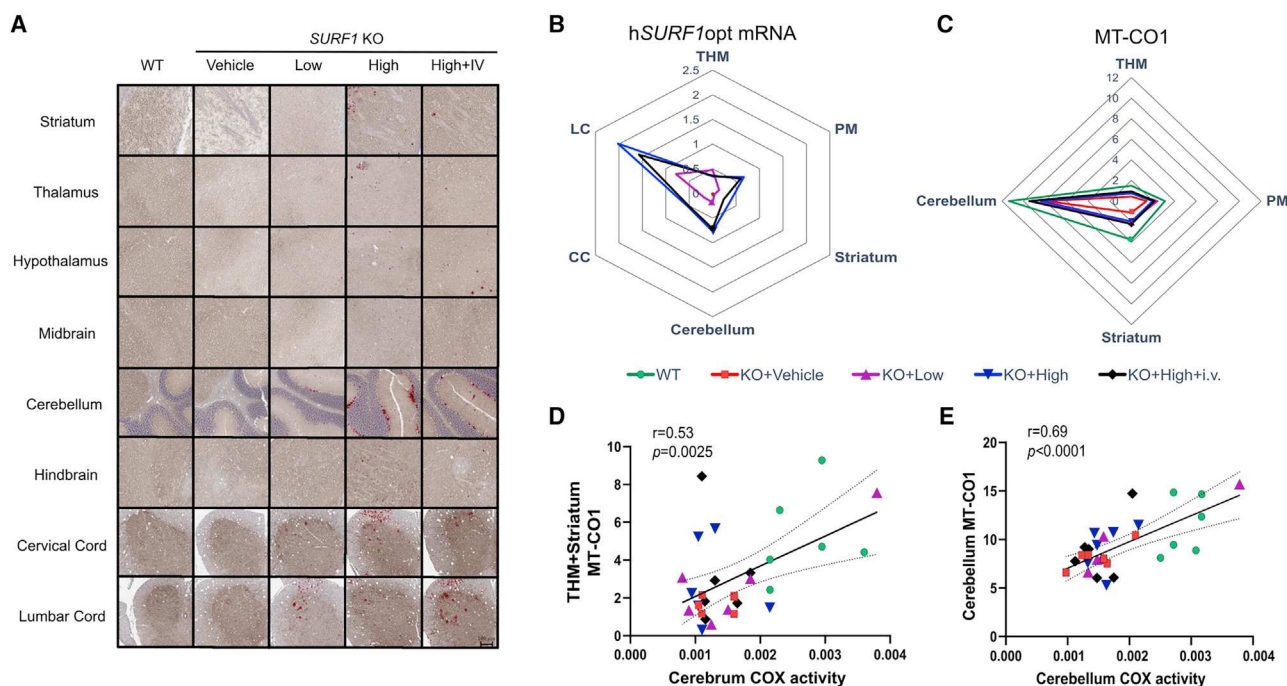 A
SURF1 KO
WT Vehicle Low High High+IV
Striatum
Thalamus
Hypothalamus
Midbrain
Cerebellum
Hindbrain
Cervical Cord
Lumbar Cord
B
hSURF1opt mRNA
THM
2.5
2
1.5
1
0.5
0
LC
PM
CC
Striatum
Cerebellum
C
MT-CO1
THM
12
10
8
6
4
2
0
Cerebellum
PM
Striatum
WT KO+Vehicle KO+Low KO+High KO+High+i.v.
D
r=0.53
p=0.0025
THM+Striatum
MT-CO1
10
8
6
4
2
0
0.000 0.001 0.002 0.003 0.004
Cerebrum COX activity
E
r=0.69
p<0.0001
Cerebellum MT-CO1
20
15
10
5
0
0.000 0.001 0.002 0.003 0.004
Cerebellum COX activity